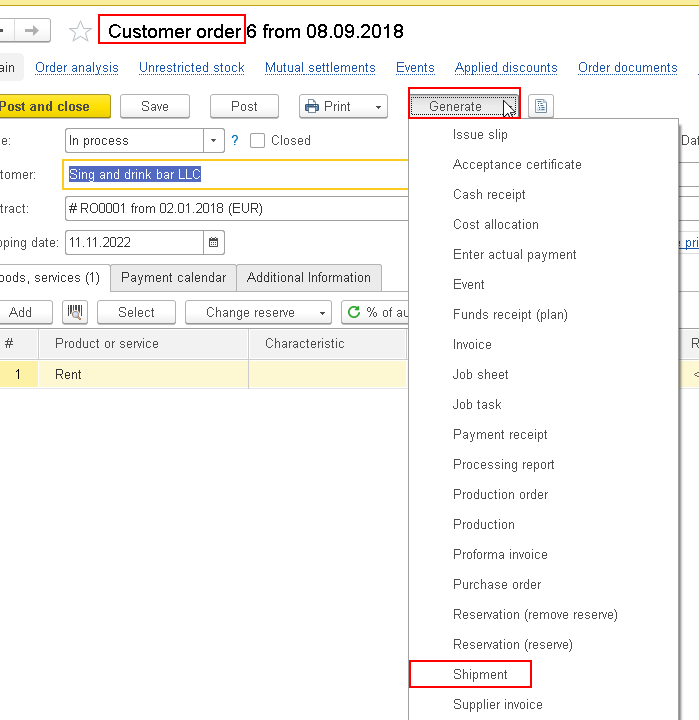 Customer order 6 from 08.09.2018
ain Order analysis Unrestricted stock Mutual settlements Events Applied discounts Order documents
Post and close Save Post Print Generate
e: In process ? Closed Dat
tomer: Sing and drink bar LLC
tract: # RO0001 from 02.01.2018 (EUR)
pping date: 11.11.2022 e pri
oods, services (1) Payment calendar Additional Information
Add Select Change reserve % of au
# Product or service Characteristic R
1 Rent <
Issue slip
Acceptance certificate
Cash receipt
Cost allocation
Enter actual payment
Event
Funds receipt (plan)
Invoice
Job sheet
Job task
Payment receipt
Processing report
Production order
Production
Proforma invoice
Purchase order
Reservation (remove reserve)
Reservation (reserve)
Shipment
Supplier invoice